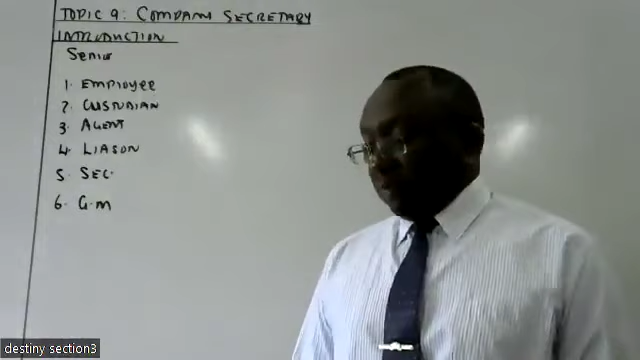 TOPIC 9: COMPANY SECRETARY
INTRODUCTION
Senior
1. EMPLOYEE
2. CUSTODIAN
3. AGENT
4. LIASON
5. SEC.
6. G.M
destiny section3